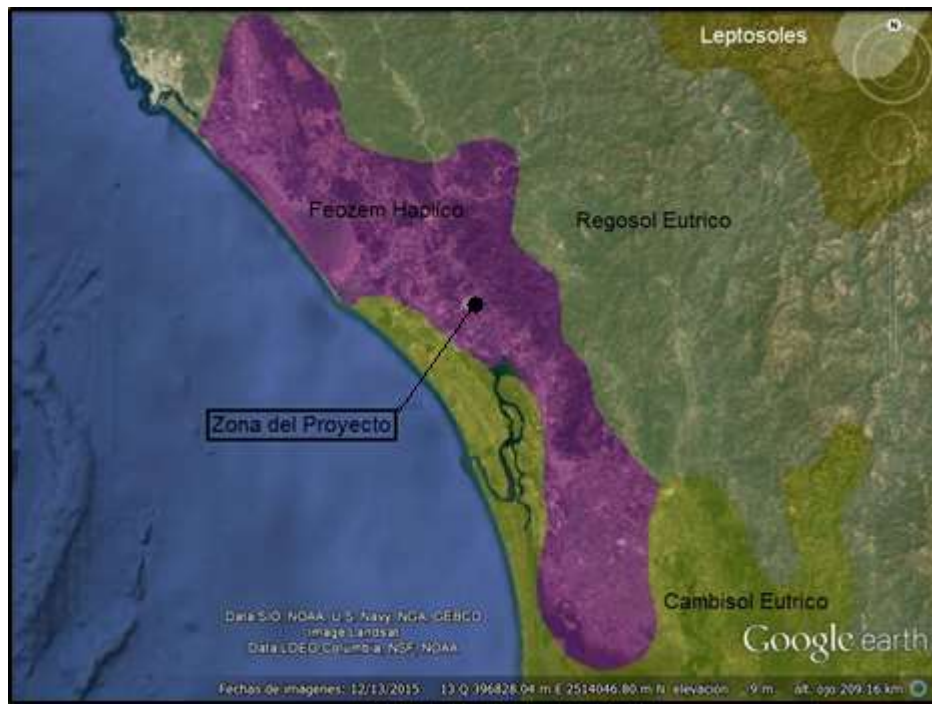 N
Leptosoles
Feozem Haplico
Regosol Eutrico
Zona del Proyecto
Cambisol Eutrico
Data SIO, NOAA, U.S. Navy, NGA, GEBCO
Image Landsat
Data LDEO-Columbia, NSF, NOAA
Google earth
Fechas de imágenes: 12/13/2015 13 Q 396828.04 m E 2514046.80 m N elevación -9 m alt. ojo 209.16 km